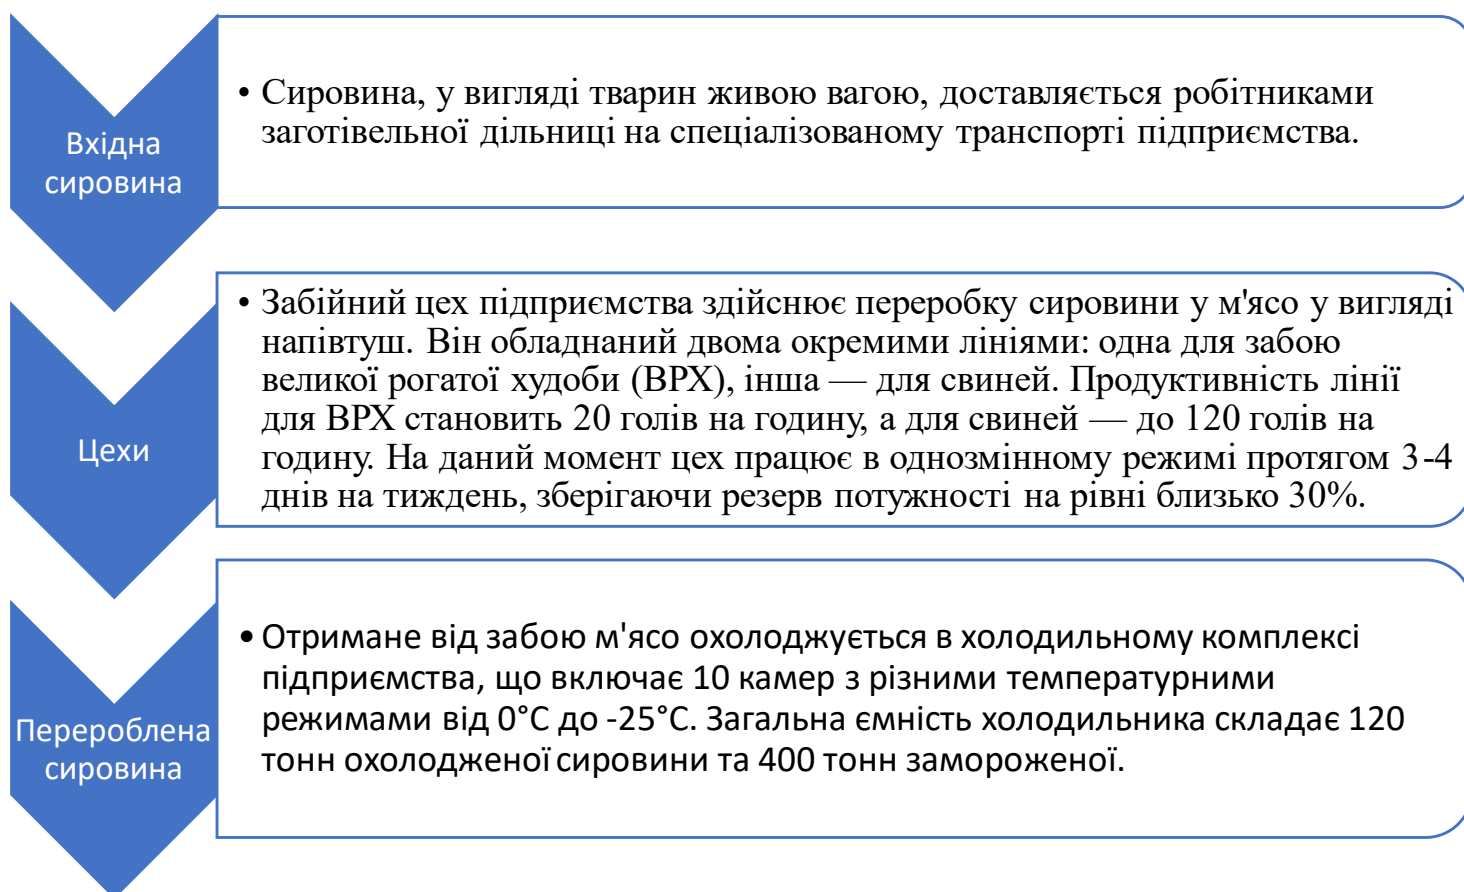 Вхідна
сировина
• Сировина, у вигляді тварин живою вагою, доставляється робітниками
заготівельної дільниці на спеціалізованому транспорті підприємства.
Цехи
• Забійний цех підприємства здійснює переробку сировини у м'ясо у вигляді
напівтуш. Він обладнаний двома окремими лініями: одна для забою
великої рогатої худоби (ВРХ), інша — для свиней. Продуктивність лінії
для ВРХ становить 20 голів на годину, а для свиней — до 120 голів на
годину. На даний момент цех працює в однозмінному режимі протягом 3-4
днів на тиждень, зберігаючи резерв потужності на рівні близько 30%.
Перероблена
сировина
• Отримане від забою м'ясо охолоджується в холодильному комплексі
підприємства, що включає 10 камер з різними температурними
режимами від 0°C до -25°C. Загальна ємність холодильника складає 120
тонн охолодженої сировини та 400 тонн замороженої.